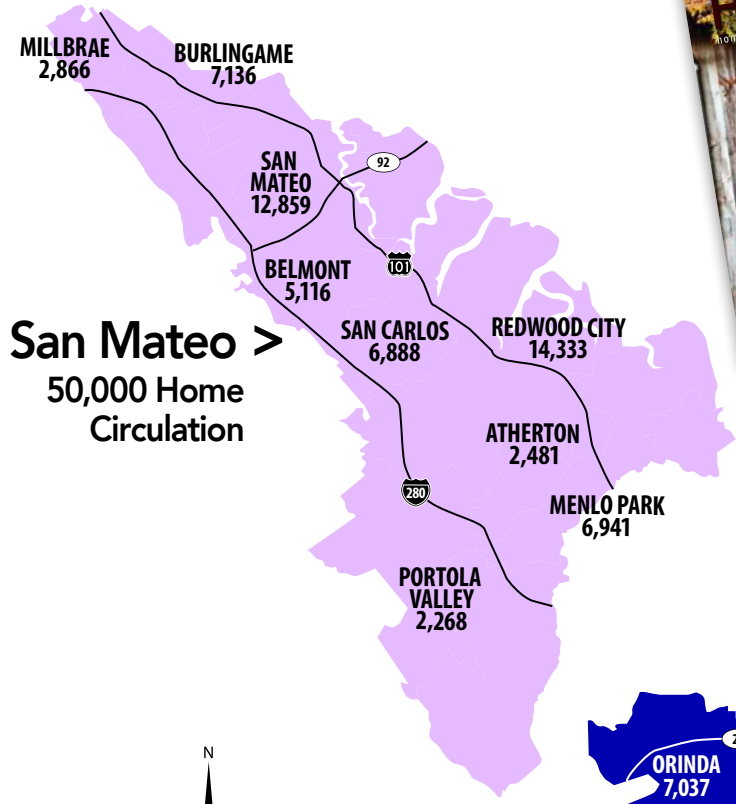 MILLBRAE
2,866
BURLINGAME
7,136
SAN
MATEO
12,859
92
BELMONT
5,116
101
San Mateo >
50,000 Home
Circulation
SAN CARLOS
6,888
REDWOOD CITY
14,333
ATHERTON
2,481
280
MENLO PARK
6,941
PORTOLA
VALLEY
2,268
N
ORINDA
7,037